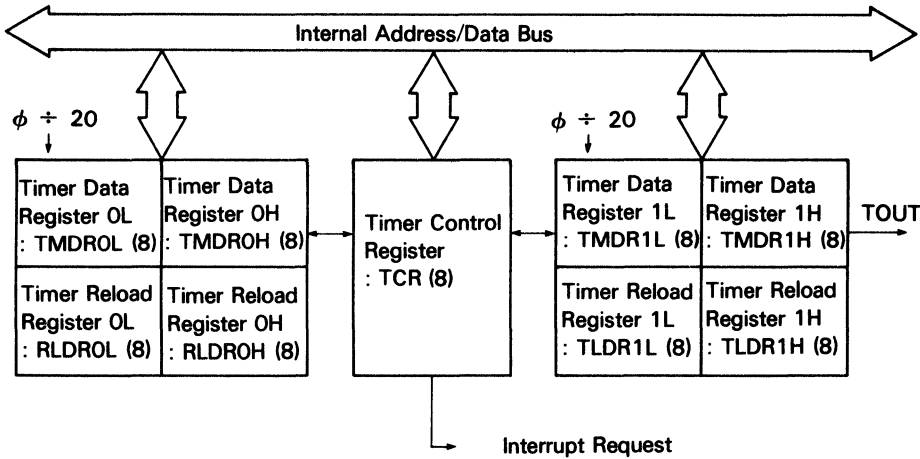 Internal Address/Data Bus
ϕ ÷ 20
ϕ ÷ 20
Timer Data
Register 0L
: TMDR0L (8)
Timer Data
Register 0H
: TMDR0H (8)
Timer Reload
Register 0L
: RLDR0L (8)
Timer Reload
Register 0H
: RLDR0H (8)
Timer Control
Register
: TCR (8)
Timer Data
Register 1L
: TMDR1L (8)
Timer Data
Register 1H
: TMDR1H (8)
TOUT
Timer Reload
Register 1L
: TLDR1L (8)
Timer Reload
Register 1H
: TLDR1H (8)
Interrupt Request